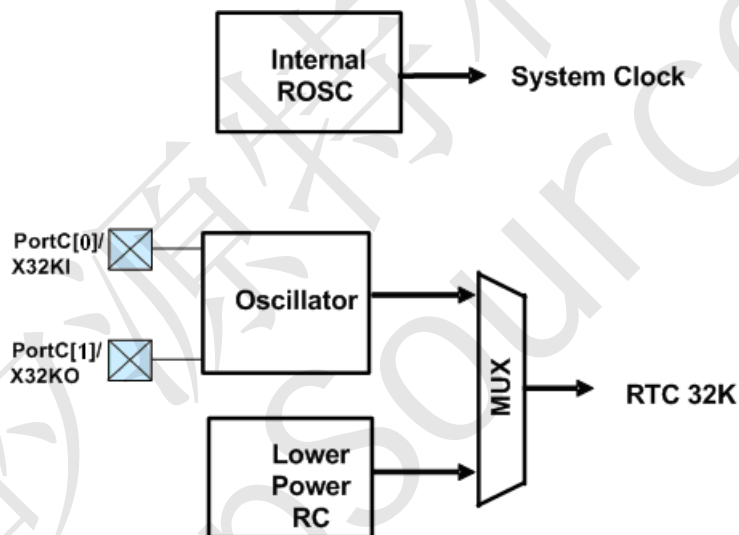 Internal
ROSC
System Clock
PortC[0]/
X32KI
Oscillator
PortC[1]/
X32KO
MUX
RTC 32K
Lower
Power
RC